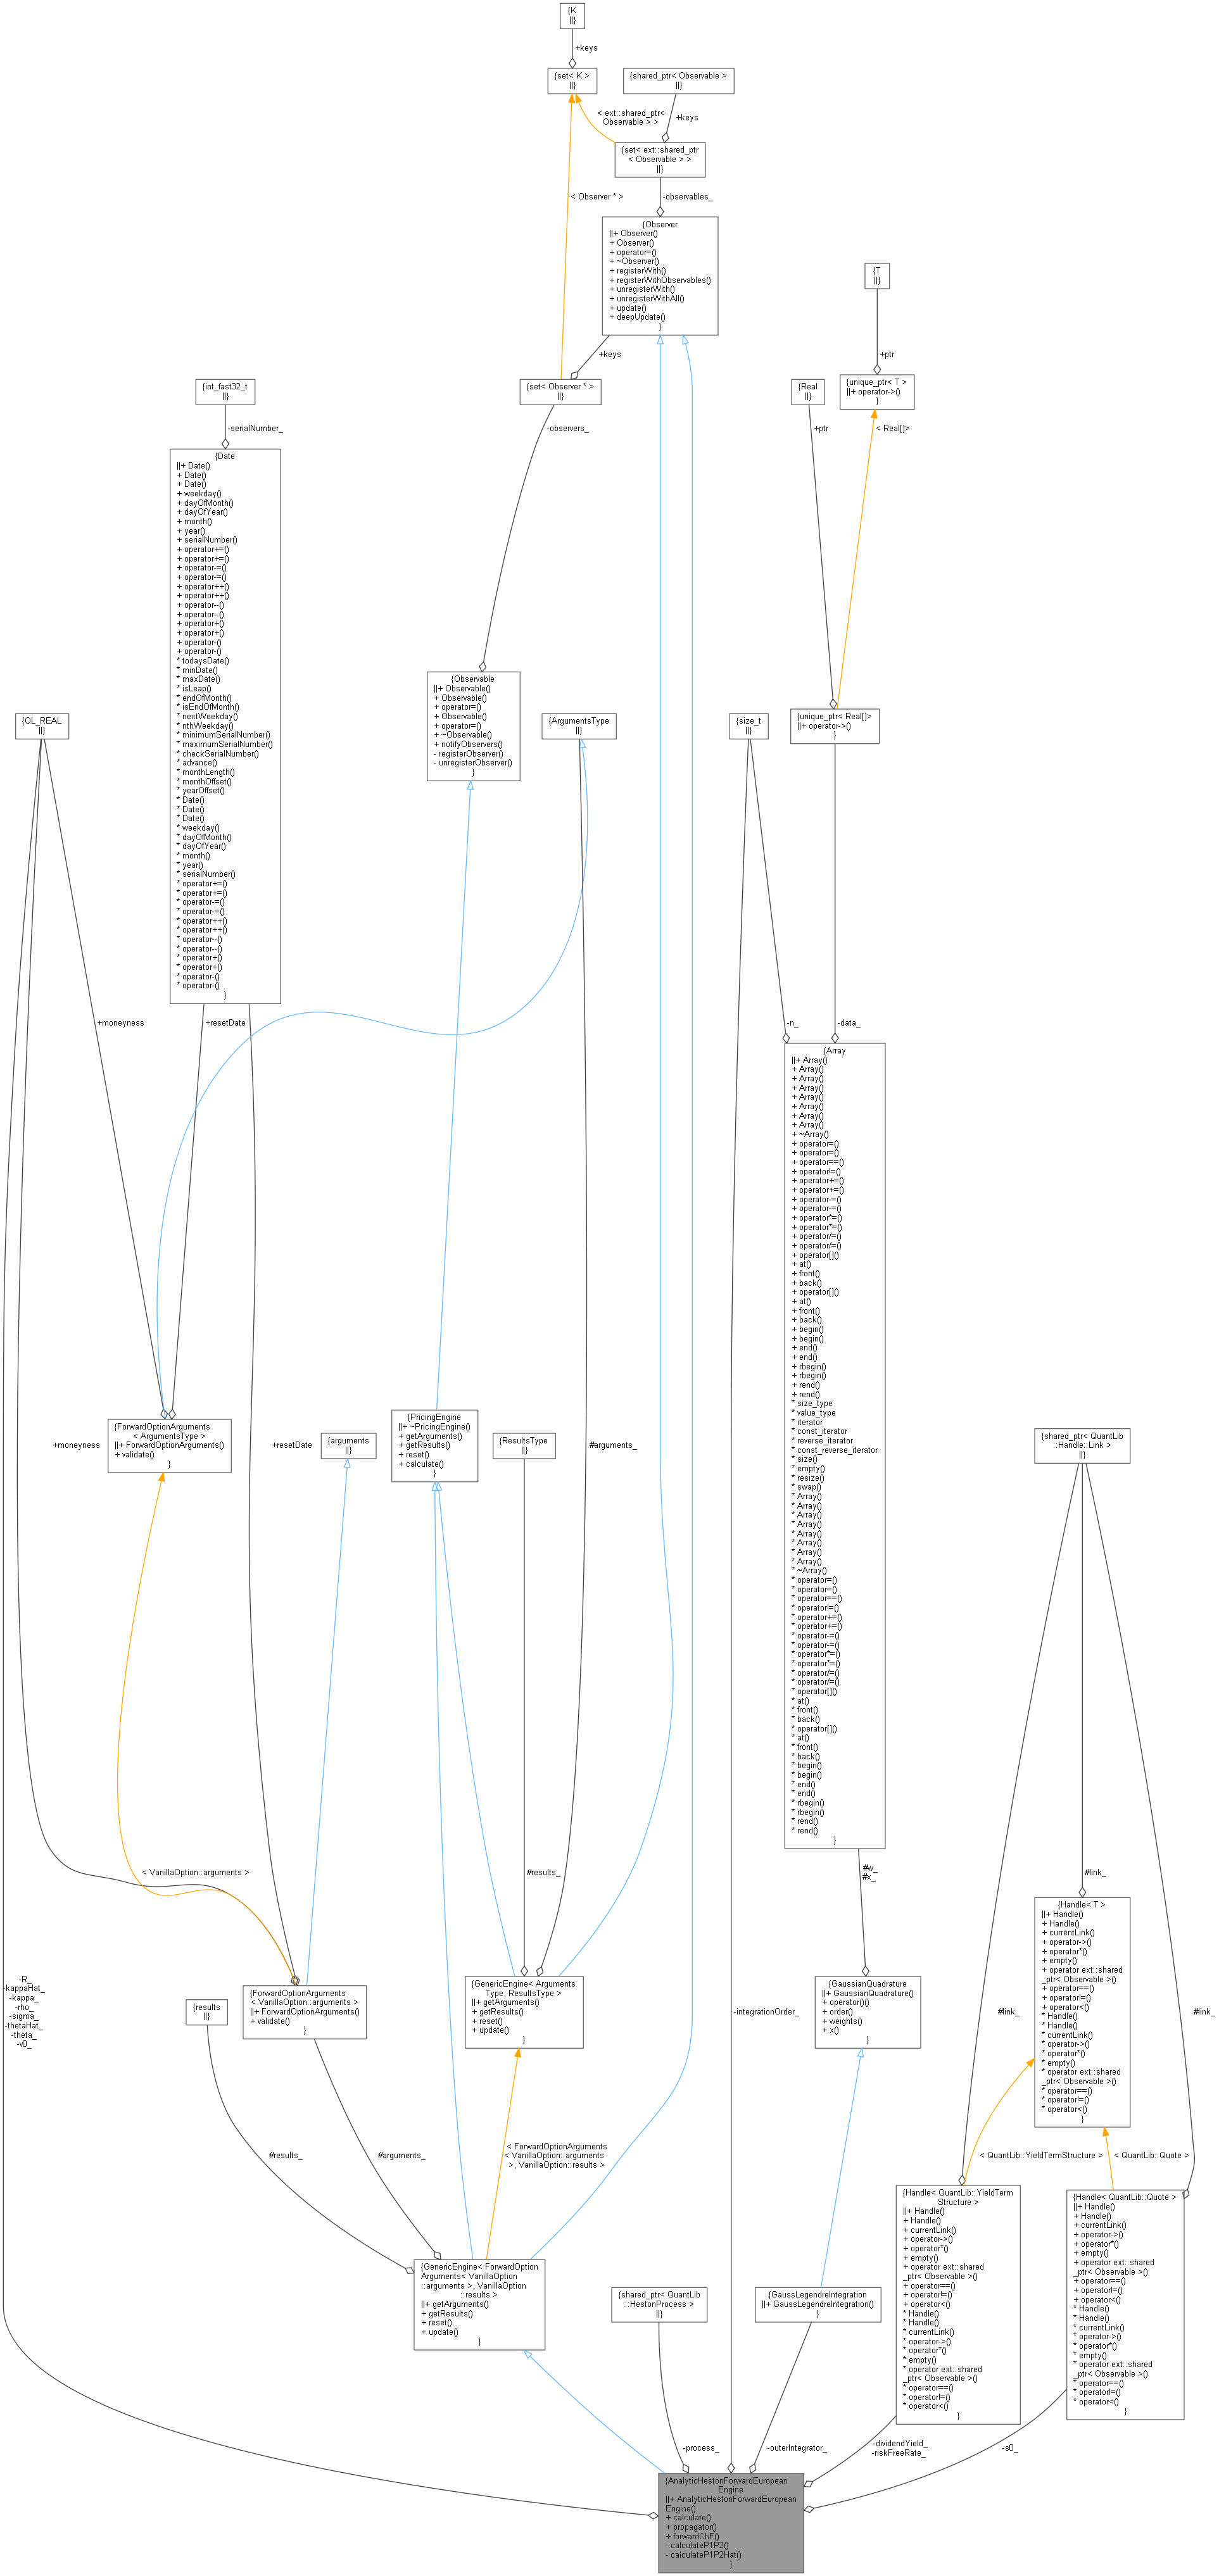 {K
||}
+keys
{set< K >
||}
{shared_ptr< Observable >
||}
< ext::shared_ptr<
Observable > >
+keys
{set< ext::shared_ptr
< Observable > >
||}
< Observer * >
-observables_
{Observer
||+ Observer()
+ Observer()
+ operator=()
+ ~Observer()
+ registerWith()
+ registerWithObservables()
+ unregisterWith()
+ unregisterWithAll()
+ update()
+ deepUpdate()
}
{T
||}
+keys
+ptr
{int_fast32_t
||}
{set< Observer * >
||}
{Real
||}
{unique_ptr< T >
||+ operator->()
}
-serialNumber_
-observers_
+ptr
< Real[]>
{Date
||+ Date()
+ Date()
+ Date()
+ weekday()
+ dayOfMonth()
+ dayOfYear()
+ month()
+ year()
+ serialNumber()
+ operator+=()
+ operator+=()
+ operator-=()
+ operator-=()
+ operator++()
+ operator++()
+ operator--()
+ operator--()
+ operator+()
+ operator+()
+ operator-()
+ operator-()
* todaysDate()
* minDate()
* maxDate()
* isLeap()
* endOfMonth()
* isEndOfMonth()
* nextWeekday()
* nthWeekday()
* minimumSerialNumber()
* maximumSerialNumber()
* checkSerialNumber()
* advance()
* monthLength()
* monthOffset()
* yearOffset()
* Date()
* Date()
* Date()
* weekday()
* dayOfMonth()
* dayOfYear()
* month()
* year()
* serialNumber()
* operator+=()
* operator+=()
* operator-=()
* operator-=()
* operator++()
* operator++()
* operator--()
* operator--()
* operator+()
* operator+()
* operator-()
* operator-()
}
{Observable
||+ Observable()
+ Observable()
+ operator=()
+ Observable()
+ operator=()
+ ~Observable()
+ notifyObservers()
- registerObserver()
- unregisterObserver()
}
{QL_REAL
||}
{ArgumentsType
||}
{size_t
||}
{unique_ptr< Real[]>
||+ operator->()
}
+moneyness
+resetDate
-n_
-data_
{Array
||+ Array()
+ Array()
+ Array()
+ Array()
+ Array()
+ Array()
+ Array()
+ Array()
+ ~Array()
+ operator=()
+ operator=()
+ operator==()
+ operator!=()
+ operator+=()
+ operator+=()
+ operator-=()
+ operator-=()
+ operator*=()
+ operator*=()
+ operator/=()
+ operator/=()
+ operator[]()
+ at()
+ front()
+ back()
+ operator[]()
+ at()
+ front()
+ back()
+ begin()
+ begin()
+ end()
+ end()
+ rbegin()
+ rbegin()
+ rend()
+ rend()
* size_type
* value_type
* iterator
* const_iterator
* reverse_iterator
* const_reverse_iterator
* size()
* empty()
* resize()
* swap()
* Array()
* Array()
* Array()
* Array()
* Array()
* Array()
* Array()
* Array()
* ~Array()
* operator=()
* operator=()
* operator==()
* operator!=()
* operator+=()
* operator+=()
* operator-=()
* operator-=()
* operator*=()
* operator*=()
* operator/=()
* operator/=()
* operator[]()
* at()
* front()
* back()
* operator[]()
* at()
* front()
* back()
* begin()
* begin()
* end()
* end()
* rbegin()
* rbegin()
* rend()
* rend()
}
{ForwardOptionArguments
< ArgumentsType >
||+ ForwardOptionArguments()
+ validate()
}
+moneyness
+resetDate
{arguments
||}
{PricingEngine
||+ ~PricingEngine()
+ getArguments()
+ getResults()
+ reset()
+ calculate()
}
{ResultsType
||}
#arguments_
{shared_ptr< QuantLib
::Handle::Link >
||}
< VanillaOption::arguments >
#results_
#w_
#x_
#link_
{Handle< T >
||+ Handle()
+ Handle()
+ currentLink()
+ operator->()
+ operator*()
+ empty()
+ operator ext::shared
_ptr< Observable >()
+ operator==()
+ operator!=()
+ operator<()
* Handle()
* Handle()
* currentLink()
* operator->()
* operator*()
* empty()
* operator ext::shared
_ptr< Observable >()
* operator==()
* operator!=()
* operator<()
}
-R_
-kappaHat_
-kappa_
-rho_
-sigma_
-thetaHat_
-theta_
-v0_
{results
||}
{ForwardOptionArguments
< VanillaOption::arguments >
||+ ForwardOptionArguments()
+ validate()
}
{GenericEngine< Arguments
Type, ResultsType >
||+ getArguments()
+ getResults()
+ reset()
+ update()
}
-integrationOrder_
{GaussianQuadrature
||+ GaussianQuadrature()
+ operator()()
+ order()
+ weights()
+ x()
}
#link_
#link_
#results_
#arguments_
< ForwardOptionArguments
< VanillaOption::arguments
>, VanillaOption::results >
< QuantLib::YieldTermStructure >
< QuantLib::Quote >
{GenericEngine< ForwardOption
Arguments< VanillaOption
::arguments >, VanillaOption
::results >
||+ getArguments()
+ getResults()
+ reset()
+ update()
}
{shared_ptr< QuantLib
::HestonProcess >
||}
{GaussLegendreIntegration
||+ GaussLegendreIntegration()
}
{Handle< QuantLib::YieldTerm
Structure >
||+ Handle()
+ Handle()
+ currentLink()
+ operator->()
+ operator*()
+ empty()
+ operator ext::shared
_ptr< Observable >()
+ operator==()
+ operator!=()
+ operator<()
* Handle()
* Handle()
* currentLink()
* operator->()
* operator*()
* empty()
* operator ext::shared
_ptr< Observable >()
* operator==()
* operator!=()
* operator<()
}
{Handle< QuantLib::Quote >
||+ Handle()
+ Handle()
+ currentLink()
+ operator->()
+ operator*()
+ empty()
+ operator ext::shared
_ptr< Observable >()
+ operator==()
+ operator!=()
+ operator<()
* Handle()
* Handle()
* currentLink()
* operator->()
* operator*()
* empty()
* operator ext::shared
_ptr< Observable >()
* operator==()
* operator!=()
* operator<()
}
-process_
-outerIntegrator_
-dividendYield_
-riskFreeRate_
-s0_
{AnalyticHestonForwardEuropean
Engine
||+ AnalyticHestonForwardEuropean
Engine()
+ calculate()
+ propagator()
+ forwardChF()
- calculateP1P2()
- calculateP1P2Hat()
}